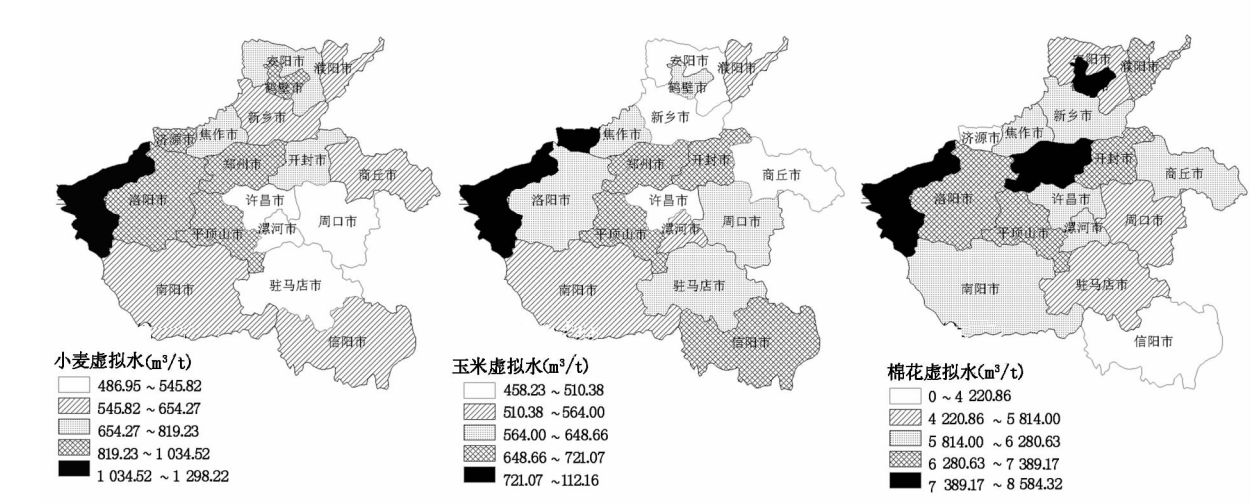 安阳市
濮阳市
鹤壁市
新乡市
济源市
焦作市
郑州市
开封市
商丘市
洛阳市
许昌市
周口市
平顶山市
漯河市
驻马店市
南阳市
信阳市
小麦虚拟水(m³/t)
486.95 ~ 545.82
545.82 ~ 654.27
654.27 ~ 819.23
819.23 ~ 1 034.52
1 034.52 ~ 1 298.22
安阳市
濮阳市
鹤壁市
新乡市
焦作市
郑州市
开封市
商丘市
洛阳市
许昌市
周口市
平顶山市
漯河市
驻马店市
南阳市
信阳市
玉米虚拟水(m³/t)
458.23 ~ 510.38
510.38 ~ 564.00
564.00 ~ 648.66
648.66 ~ 721.07
721.07 ~ 112.16
安阳市
濮阳市
新乡市
济源市
焦作市
开封市
商丘市
洛阳市
许昌市
周口市
平顶山市
漯河市
驻马店市
南阳市
信阳市
棉花虚拟水(m³/t)
0 ~ 4 220.86
4 220.86 ~ 5 814.00
5 814.00 ~ 6 280.63
6 280.63 ~ 7 389.17
7 389.17 ~ 8 584.32